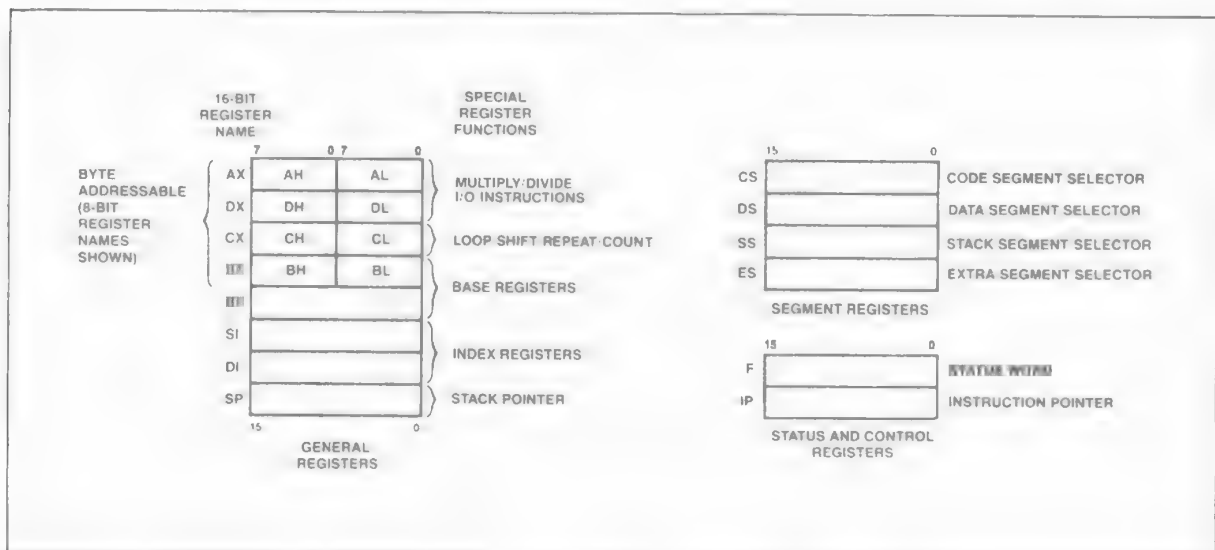 16-BIT
REGISTER
NAME
SPECIAL
REGISTER
FUNCTIONS
7 0 7 0
BYTE
ADDRESSABLE
(8-BIT
REGISTER
NAMES
SHOWN)
AX AH AL
DX DH DL
MULTIPLY/DIVIDE
I/O INSTRUCTIONS
CX CH CL LOOP SHIFT REPEAT/COUNT
BH BL
BASE REGISTERS
SI
DI
INDEX REGISTERS
SP STACK POINTER
15 0
GENERAL
REGISTERS
15 0
CS CODE SEGMENT SELECTOR
DS DATA SEGMENT SELECTOR
SS STACK SEGMENT SELECTOR
ES EXTRA SEGMENT SELECTOR
SEGMENT REGISTERS
15 0
F STATUS WORD
IP INSTRUCTION POINTER
STATUS AND CONTROL
REGISTERS